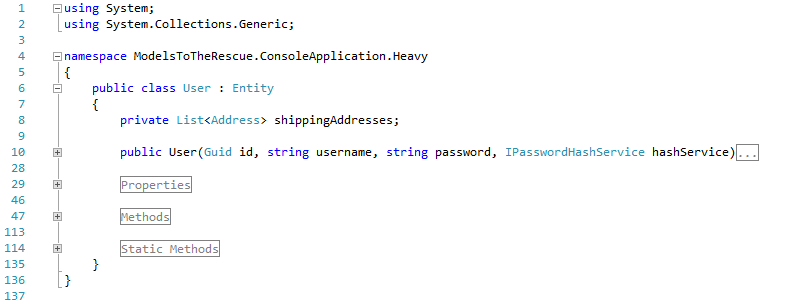 1 using System;
2 using System.Collections.Generic;
3
4 namespace ModelsToTheRescue.ConsoleApplication.Heavy
5 {
6 public class User : Entity
7 {
8 private List<Address> shippingAddresses;
9
10 public User(Guid id, string username, string password, IPasswordHashService hashService)...
28
29 Properties
46
47 Methods
113
114 Static Methods
135 }
136 }
137